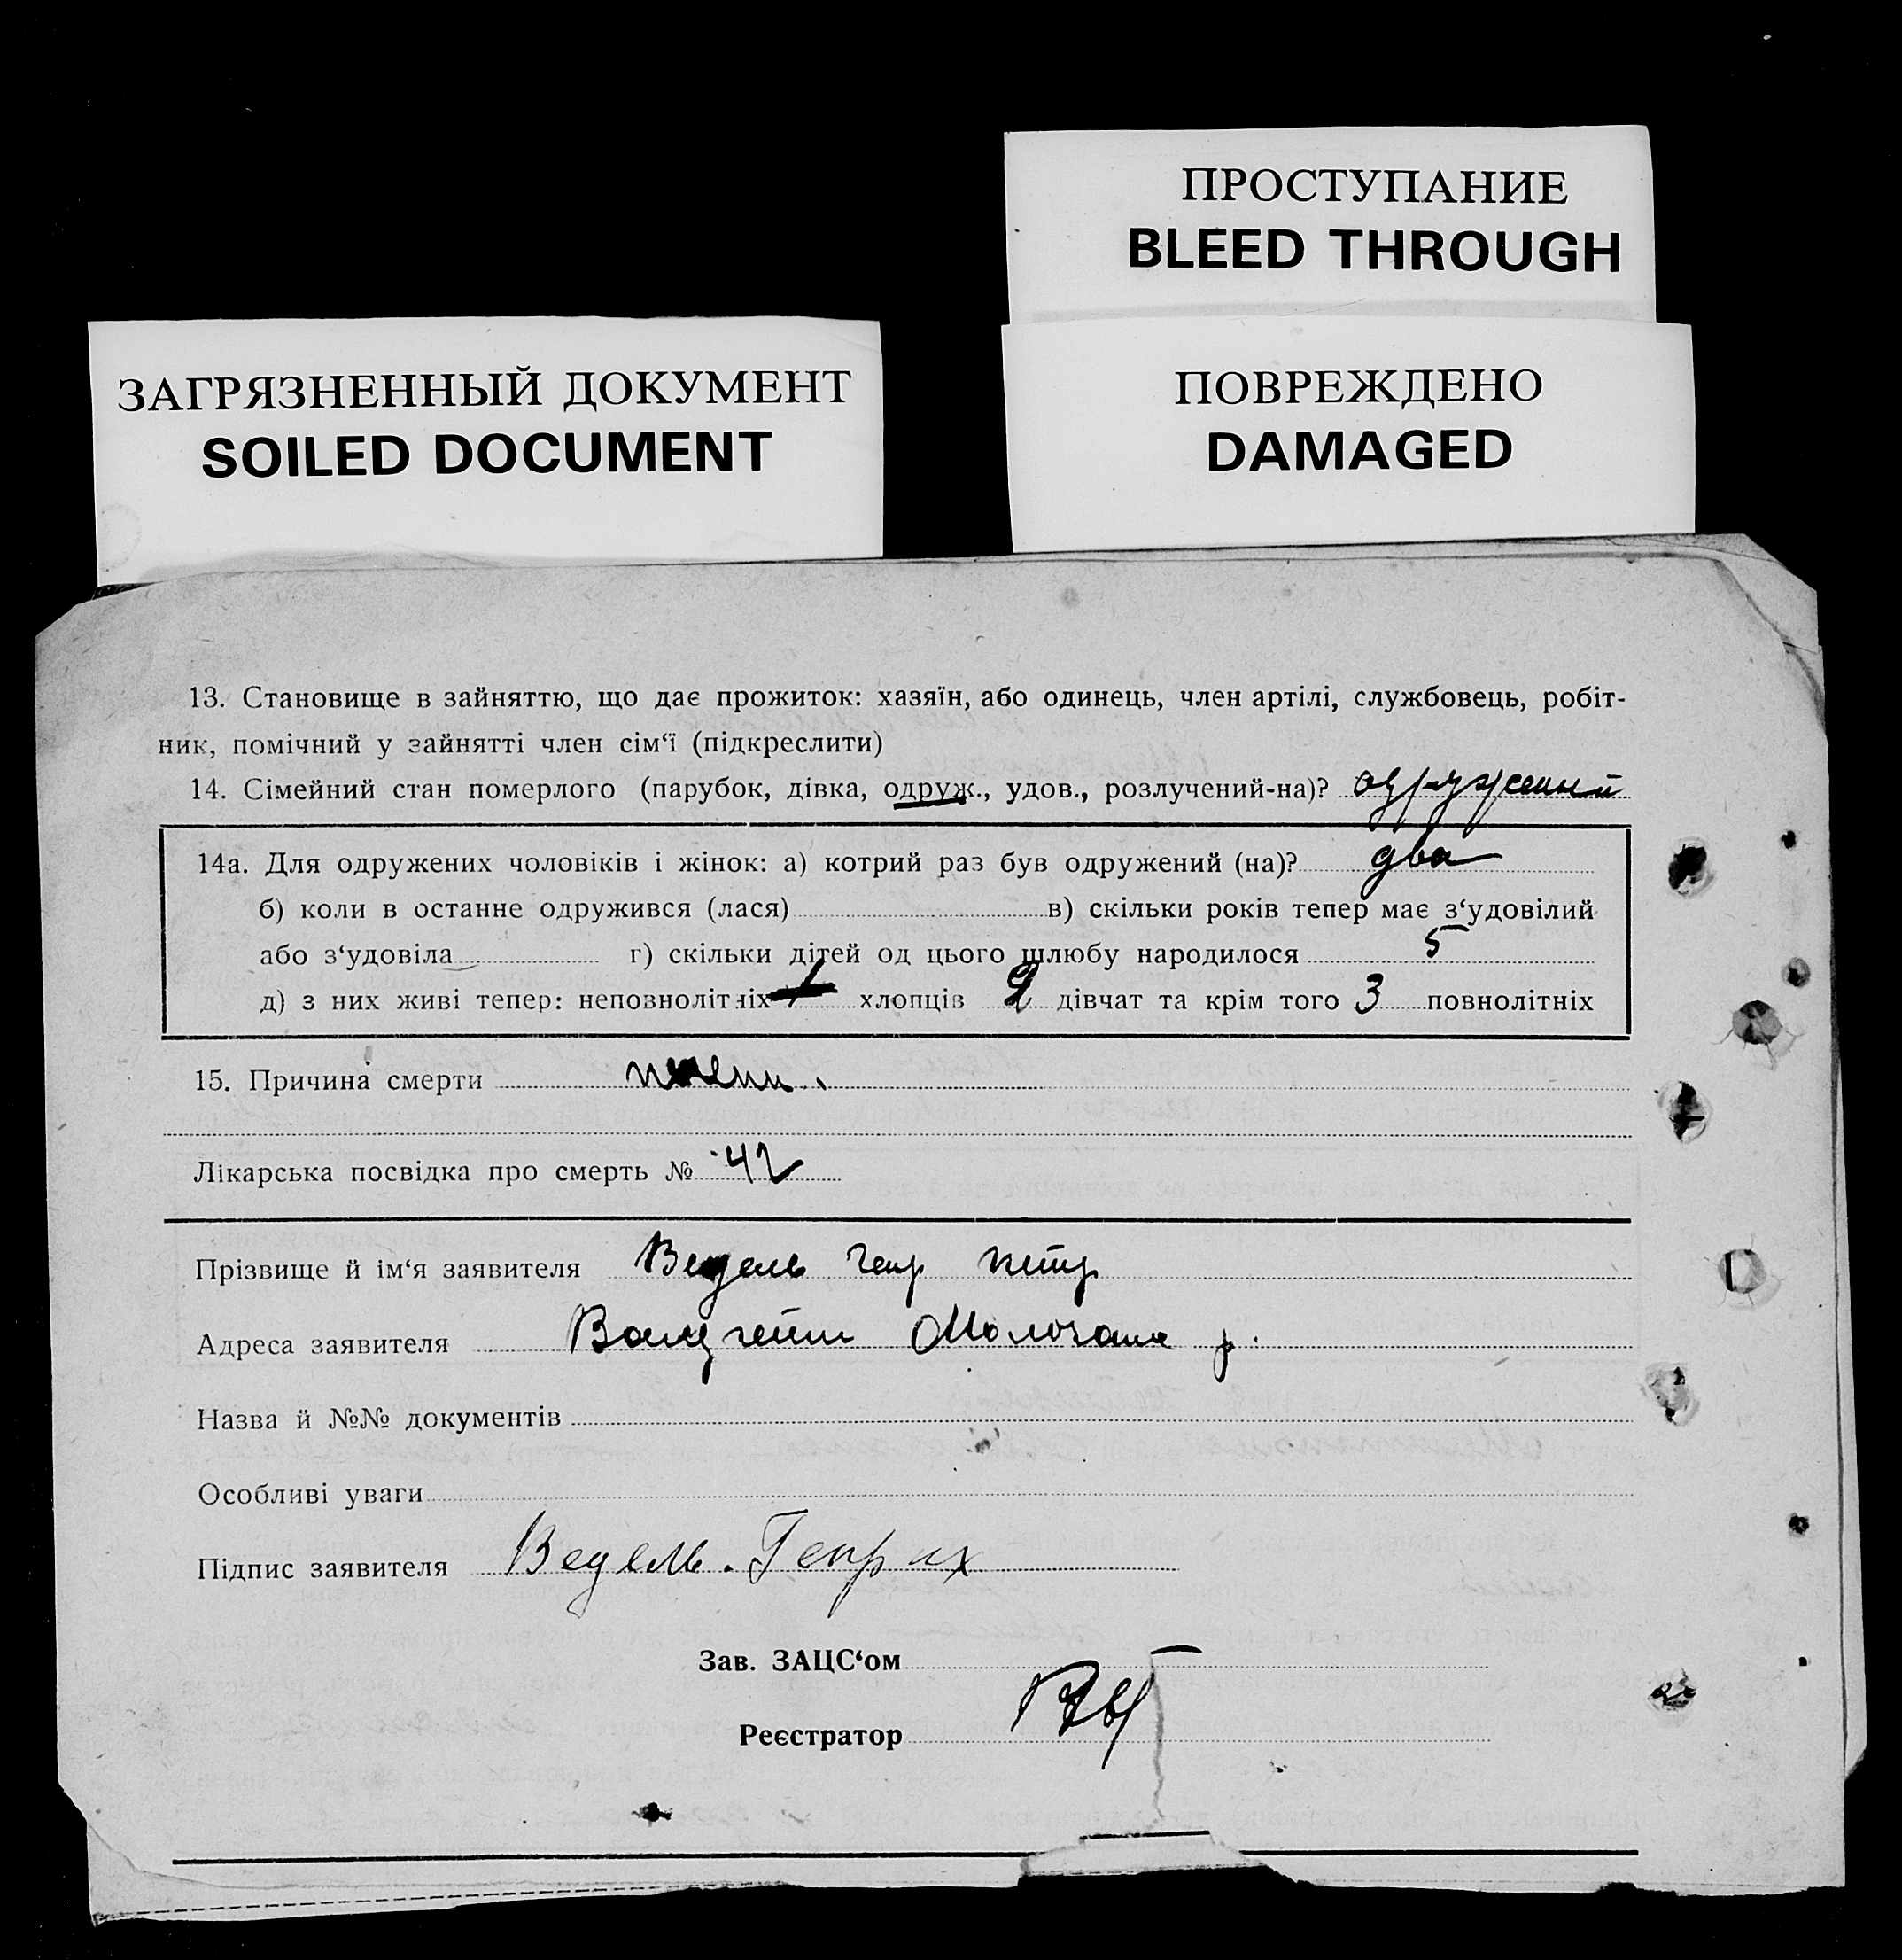 ПРОСТУПАНИЕ
BLEED THROUGH
ЗАГРЯЗНЕННЫЙ ДОКУМЕНТ
SOILED DOCUMENT
ПОВРЕЖДЕНО
DAMAGED
13. Становище в зайняттю, що дає прожиток: хазяїн, або одинець, член артілі, службовець, робіт-
ник, помічний у зайнятті член сім‘ї (підкреслити)
14. Сімейний стан померлого (парубок, дівка, одруж., удов., розлучений-на)? одружений
14а. Для одружених чоловіків і жінок: а) котрий раз був одружений (на)? два
б) коли в останне одружився (лася) в) скільки років тепер має з‘удовілий
або з‘удовіла г) скільки дітей од цього шлюбу народилося 5
д) з них живі тепер: неповнолітніх хлопців 2 дівчат та крім того 3 повнолітніх
15. Причина смерти печени.
Лікарська посвідка про смерть № 42
Прізвище й ім‘я заявителя Ведель Генр Петр
Адреса заявителя Молочанс р.
Назва й №№ документів
Особливі уваги
Підпис заявителя Ведель. Генрих
Зав. ЗАЦС‘ом
Реєстратор